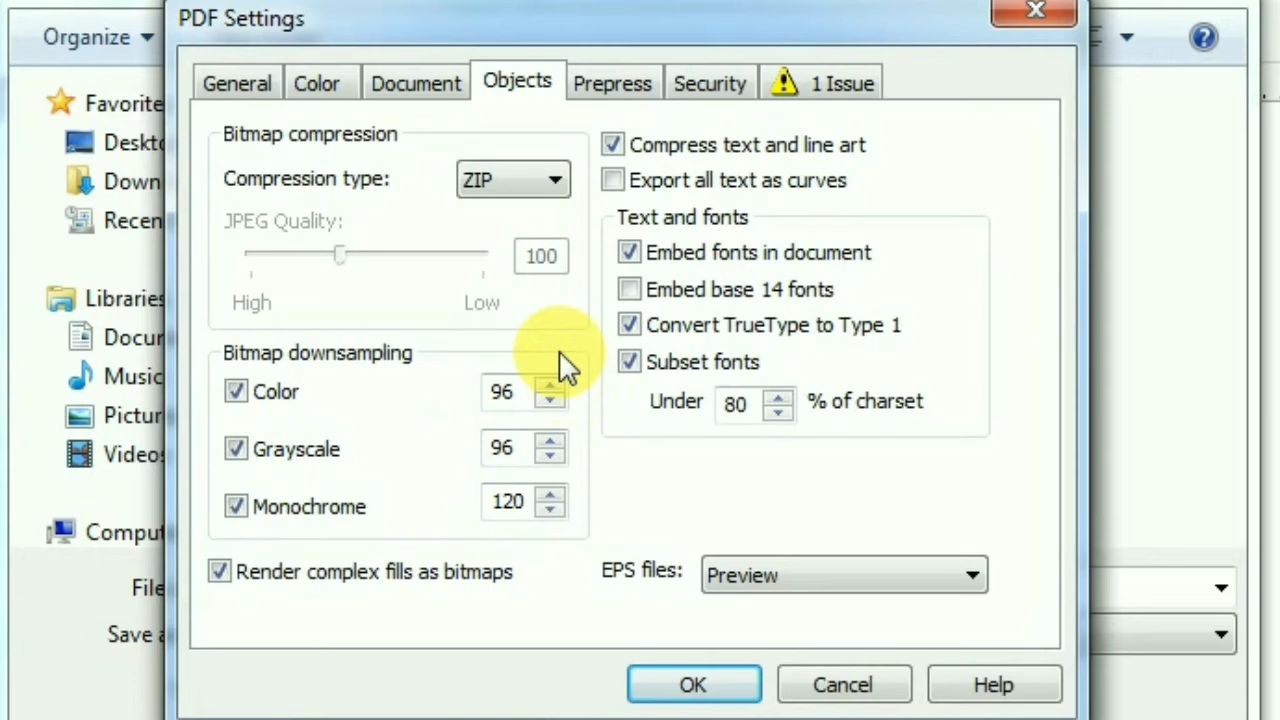 PDF Settings
Organize
General
Color
Document
Objects
Prepress
Security
1 Issue
Favorite
Deskto
Down
Recen
Libraries
Docur
Music
Pictur
Videos
Comput
File
Save a
Bitmap compression
Compression type:
ZIP
JPEG Quality:
100
High
Low
Bitmap downsampling
Color
96
Grayscale
96
Monochrome
120
Render complex fills as bitmaps
Compress text and line art
Export all text as curves
Text and fonts
Embed fonts in document
Embed base 14 fonts
Convert TrueType to Type 1
Subset fonts
Under 80 % of charset
EPS files:
Preview
OK
Cancel
Help